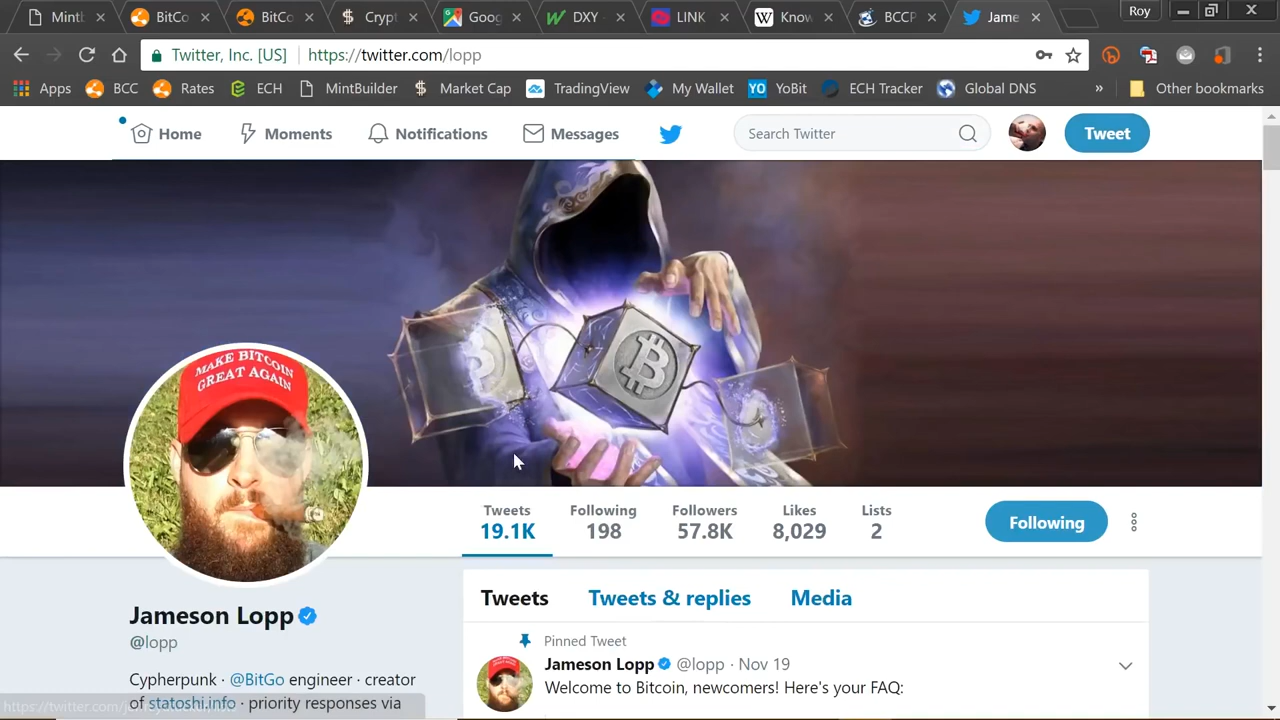 Mint
BitCo
BitCo
Crypt
Goog
DXY
LINK
Know
BCCP
Jame
Roy
Twitter, Inc. [US]
https://twitter.com/lopp
Apps
BCC
Rates
ECH
MintBuilder
Market Cap
TradingView
My Wallet
YO
YoBit
ECH Tracker
Global DNS
»
Other bookmarks
Home
Moments
Notifications
Messages
Search Twitter
Tweet
MAKE BITCOIN
GREAT AGAIN
Tweets
19.1K
Following
198
Followers
57.8K
Likes
8,029
Lists
2
Following
Jameson Lopp
@lopp
Cypherpunk · @BitGo engineer · creator
of statoshi.info · priority responses via
Tweets
Tweets & replies
Media
Pinned Tweet
Jameson Lopp @lopp · Nov 19
Welcome to Bitcoin, newcomers! Here's your FAQ: